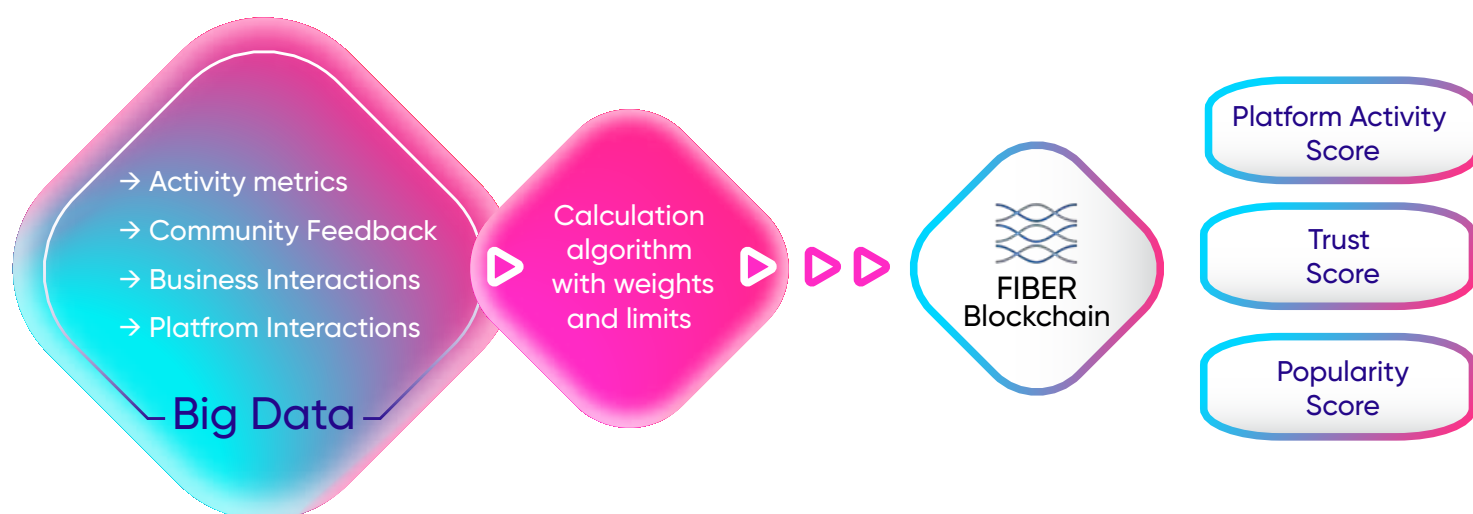 → Activity metrics
→ Community Feedback
→ Business Interactions
→ Platfrom Interactions
Big Data
Calculation
algorithm
with weights
and limits
FIBER
Blockchain
Platform Activity
Score
Trust
Score
Popularity
Score